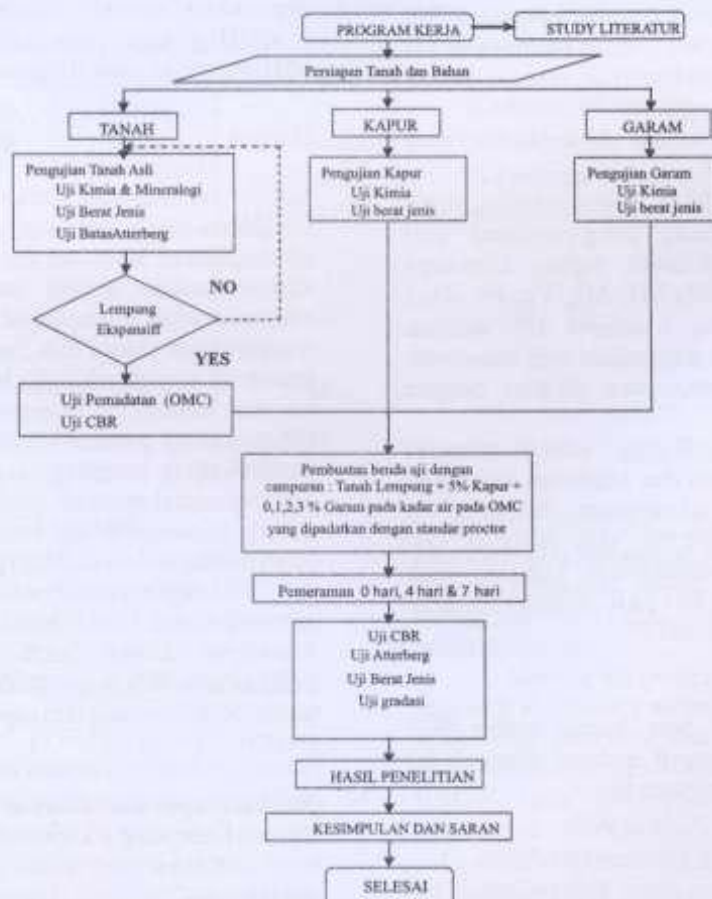 PROGRAM KERJA
STUDY LITERATUR
Persiapan Tanah dan Bahan
TANAH
KAPUR
GARAM
Pengujian Tanah Asli
Uji Kimia & Mineralogi
Uji Berat Jenis
Uji BatasAtterberg
Pengujian Kapur
Uji Kimia
Uji berat jenis
Pengujian Garam
Uji Kimia
Uji berat jenis
Lempung
Ekspansiff
NO
YES
Uji Pemadatan (OMC)
Uji CBR
Pembuatan benda uji dengan
campuran : Tanah Lempung + 5% Kapur +
0,1,2,3 % Garam pada kadar air pada OMC
yang dipadatkan dengan standar proctor
Pemeraman 0 hari, 4 hari & 7 hari
Uji CBR
Uji Atterberg
Uji Berat Jenis
Uji gradasi
HASIL PENELITIAN
KESIMPULAN DAN SARAN
SELESAI